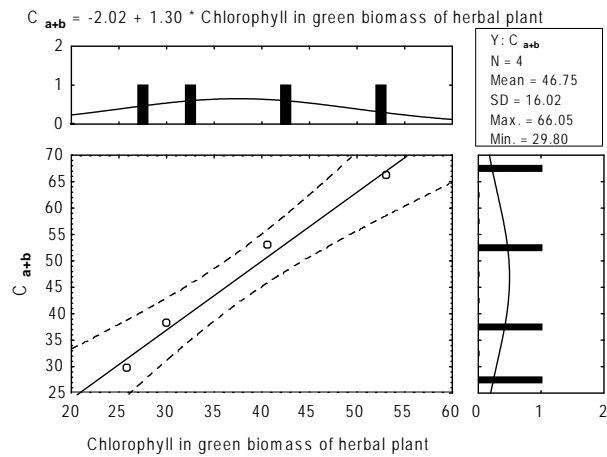 C a+b = -2.02 + 1.30 * Chlorophyll in green biomass of herbal plant
Y: C a+b
N = 4
Mean = 46.75
SD = 16.02
Max. = 66.05
Min. = 29.80
2
1
0
70
65
60
55
50
45
40
35
30
25
C a+b
20 25 30 35 40 45 50 55 60
0 1 2
Chlorophyll in green biomass of herbal plant